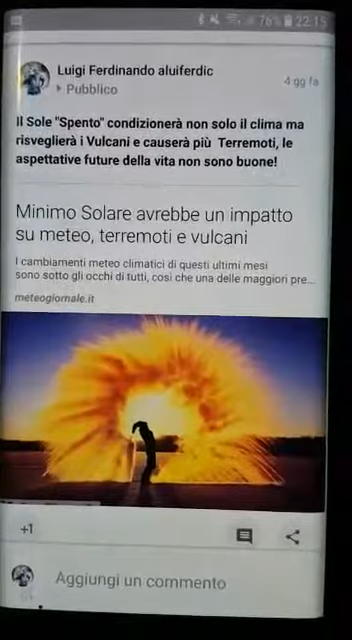 76% 22:15
Luigi Ferdinando aluiferdic
Pubblico
4 gg fa
Il Sole "Spento" condizionerà non solo il clima ma
risveglierà i Vulcani e causerà più Terremoti, le
aspettative future della vita non sono buone!
Minimo Solare avrebbe un impatto
su meteo, terremoti e vulcani
I cambiamenti meteo climatici di questi ultimi mesi
sono sotto gli occhi di tutti, così che una delle maggiori pre...
meteogiornale.it
+1
Aggiungi un commento